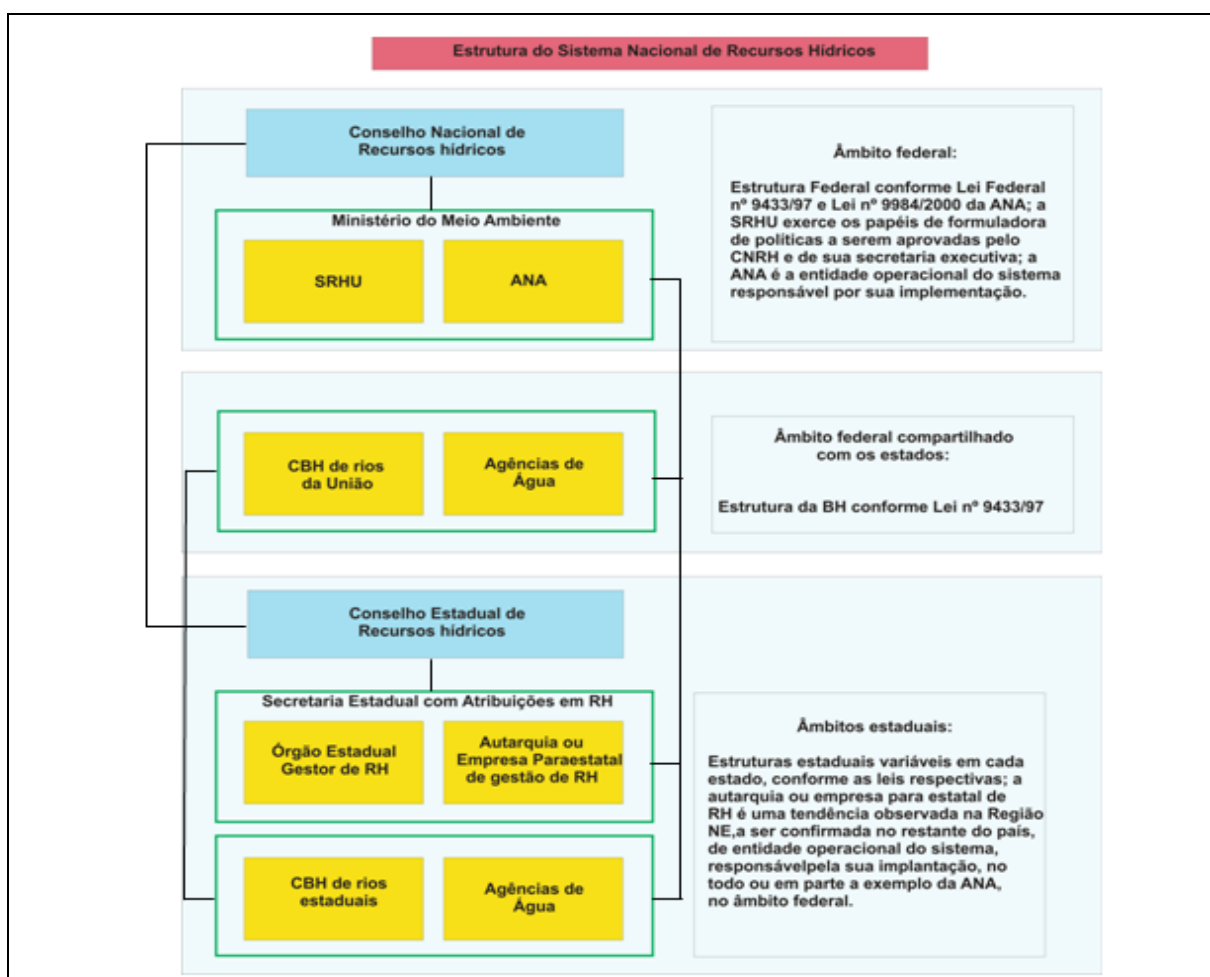 Estrutura do Sistema Nacional de Recursos Hídricos
Conselho Nacional de
Recursos hídricos
Ministério do Meio Ambiente
SRHU
ANA
Âmbito federal:
Estrutura Federal conforme Lei Federal
nº 9433/97 e Lei nº 9984/2000 da ANA; a
SRHU exerce os papéis de formuladora
de políticas a serem aprovadas pelo
CNRH e de sua secretaria executiva; a
ANA é a entidade operacional do sistema
responsável por sua implementação.
CBH de rios
da União
Agências de
Água
Âmbito federal compartilhado
com os estados:
Estrutura da BH conforme Lei nº 9433/97
Conselho Estadual de
Recursos hídricos
Secretaria Estadual com Atribuições em RH
Órgão Estadual
Gestor de RH
Autarquia ou
Empresa Paraestatal
de gestão de RH
CBH de rios
estaduais
Agências de
Água
Âmbitos estaduais:
Estruturas estaduais variáveis em cada
estado, conforme as leis respectivas; a
autarquia ou empresa para estatal de
RH é uma tendência observada na Região
NE,a ser confirmada no restante do país,
de entidade operacional do sistema,
responsávelpela sua implantação, no
todo ou em parte a exemplo da ANA,
no âmbito federal.